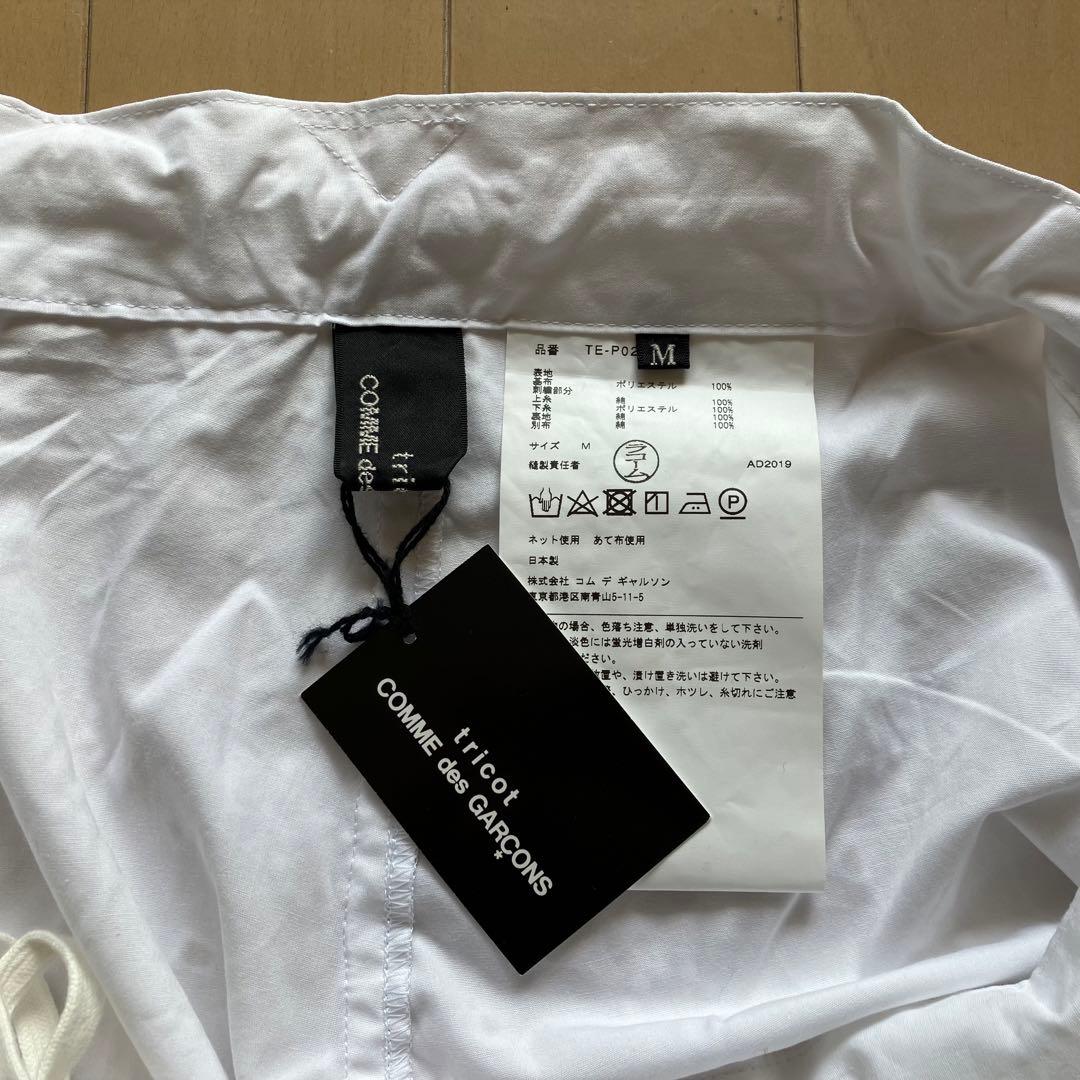 品番 TE-P02
M
表地
基布 ポリエステル 100%
刺繍部分
上糸 綿 100%
下糸 ポリエステル 100%
裏地 綿 100%
別布 綿 100%
サイズ M
縫製責任者 ラコーム AD2019
ネット使用 あて布使用
日本製
株式会社 コム デ ギャルソン
東京都港区南青山5-11-5
の場合、色落ち注意、単独洗いをして下さい。
淡色には蛍光増白剤の入っていない洗剤
ださい。
放置や、漬け置き洗いは避けて下さい。
ひっかけ、ホツレ、糸切れにご注意
COMME des
tricot
COMME des GARÇONS
*